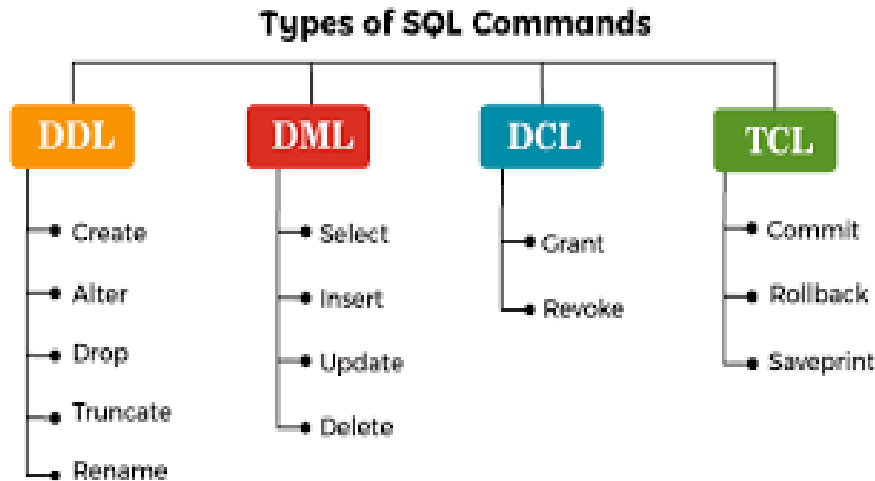 Types of SQL Commands
DDL
Create
Alter
Drop
Truncate
Rename
DML
Select
Insert
Update
Delete
DCL
Grant
Revoke
TCL
Commit
Rollback
Saveprint